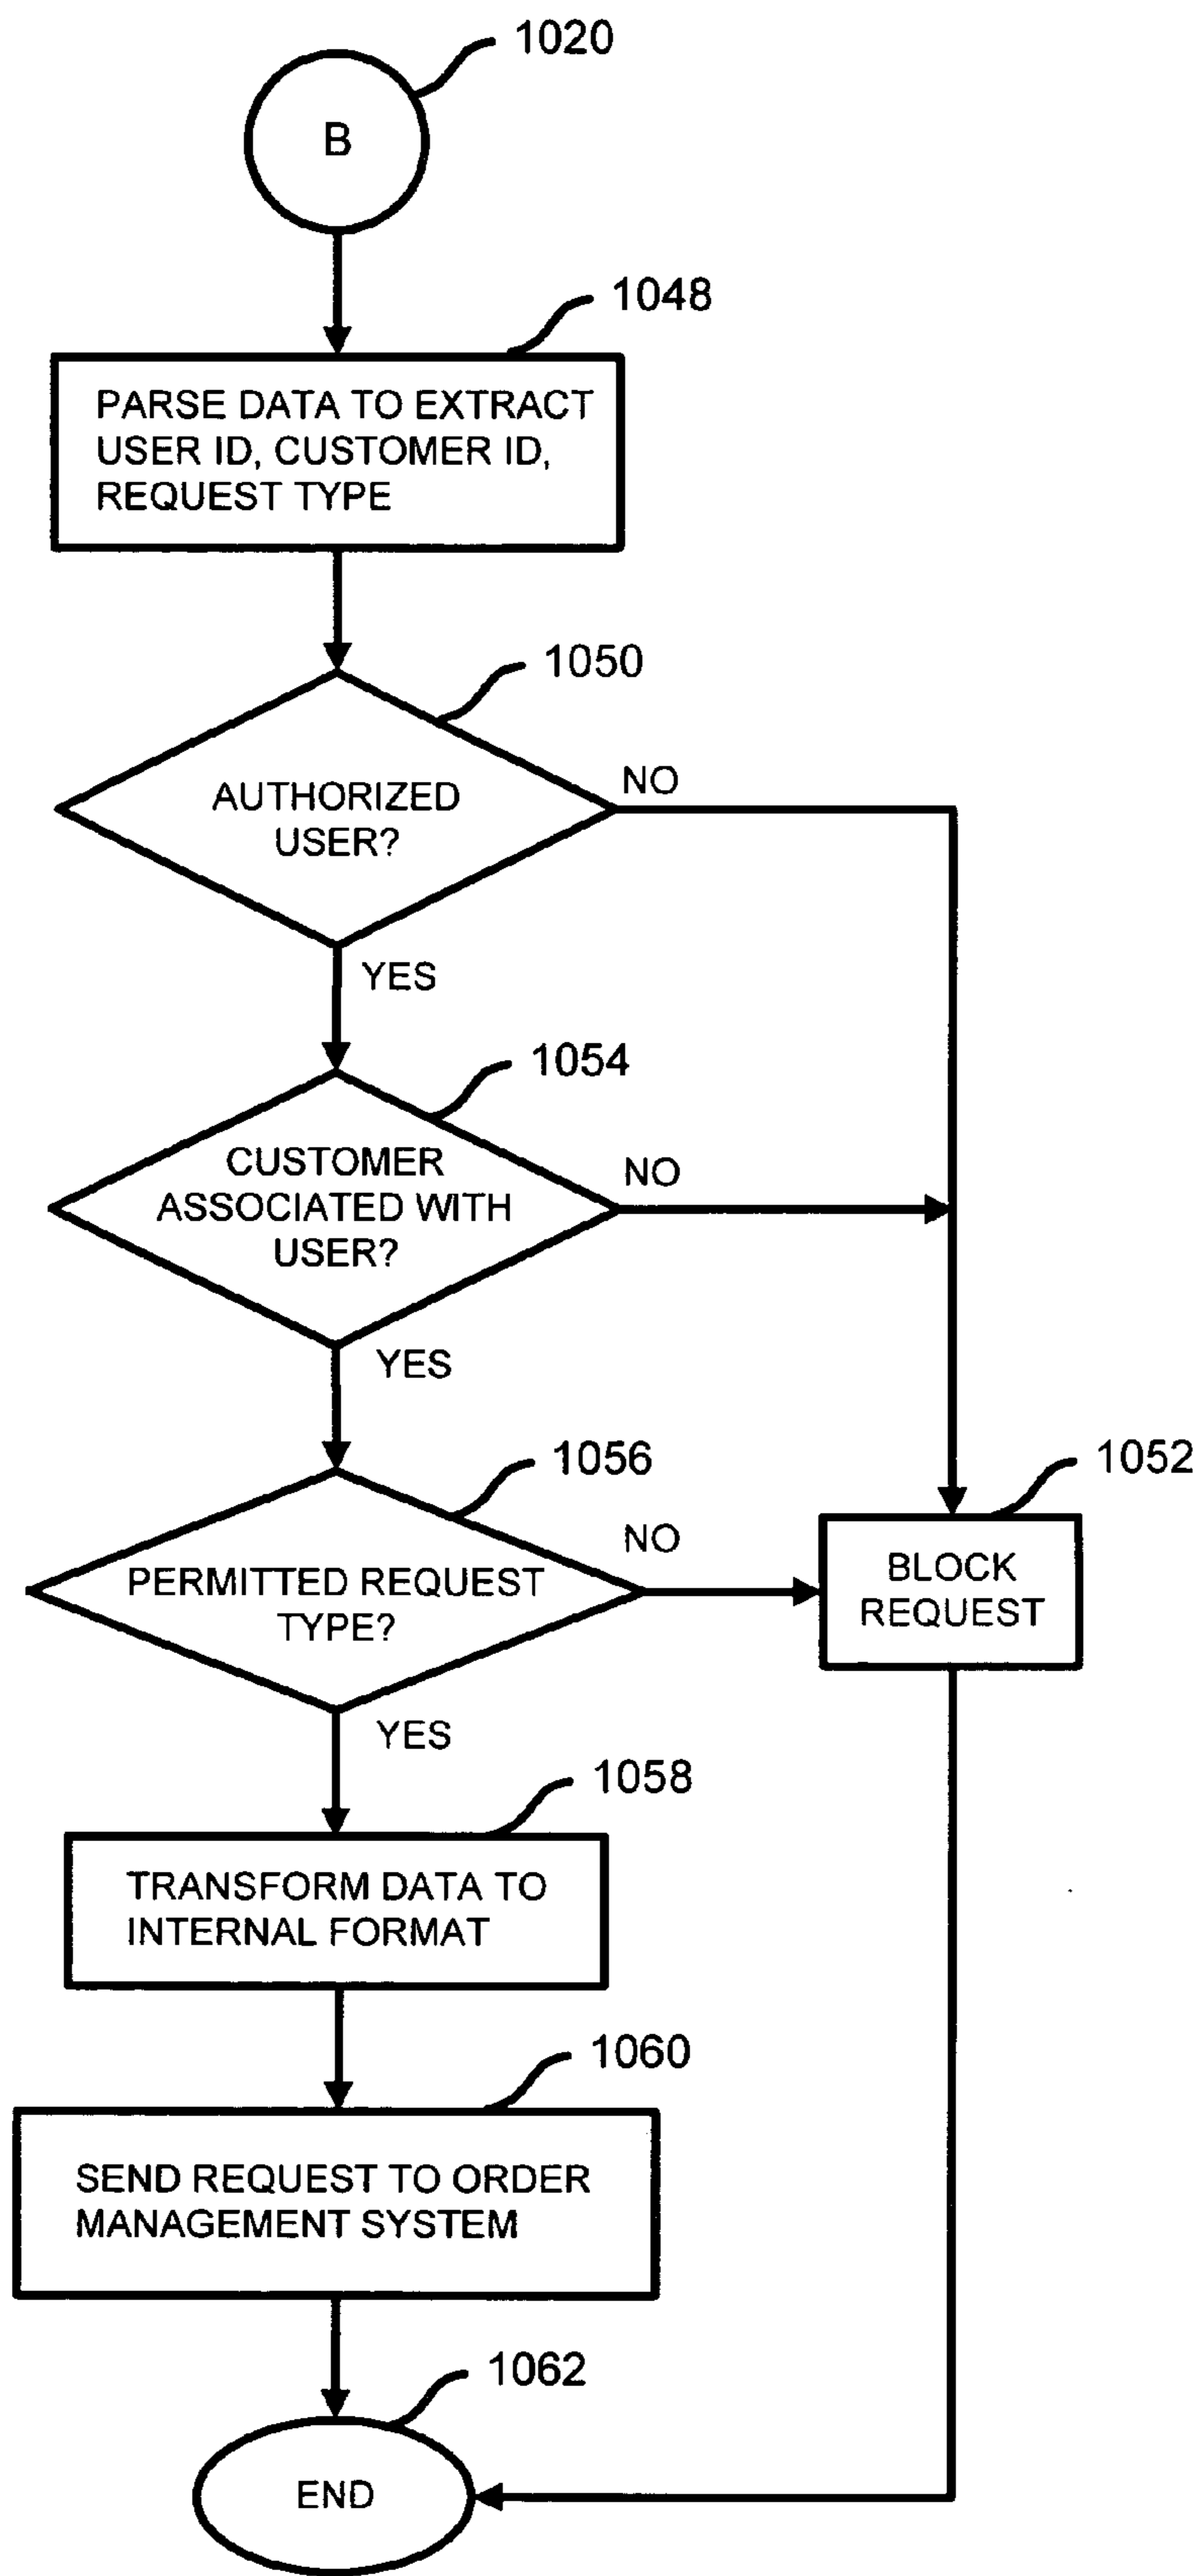 1020
B
1048
PARSE DATA TO EXTRACT
USER ID, CUSTOMER ID,
REQUEST TYPE
1050
AUTHORIZED
USER?
NO
YES
1054
CUSTOMER
ASSOCIATED WITH
USER?
NO
YES
1056
PERMITTED REQUEST
TYPE?
NO
1052
BLOCK
REQUEST
YES
1058
TRANSFORM DATA TO
INTERNAL FORMAT
1060
SEND REQUEST TO ORDER
MANAGEMENT SYSTEM
1062
END